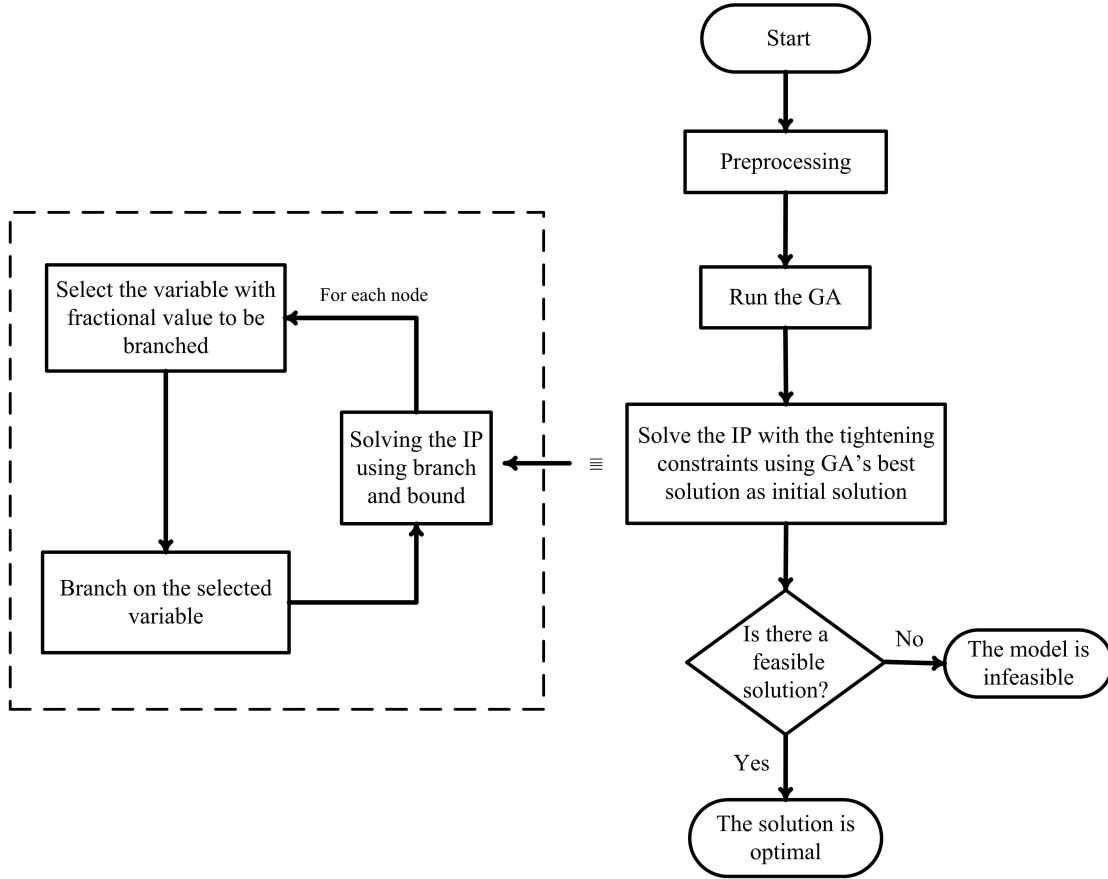 Start
Preprocessing
Run the GA
Solve the IP with the tightening
constraints using GA's best
solution as initial solution
≡
Is there a
feasible
solution?
No
The model is
infeasible
Yes
The solution is
optimal
Select the variable with
fractional value to be
branched
For each node
Solving the IP
using branch
and bound
Branch on the selected
variable